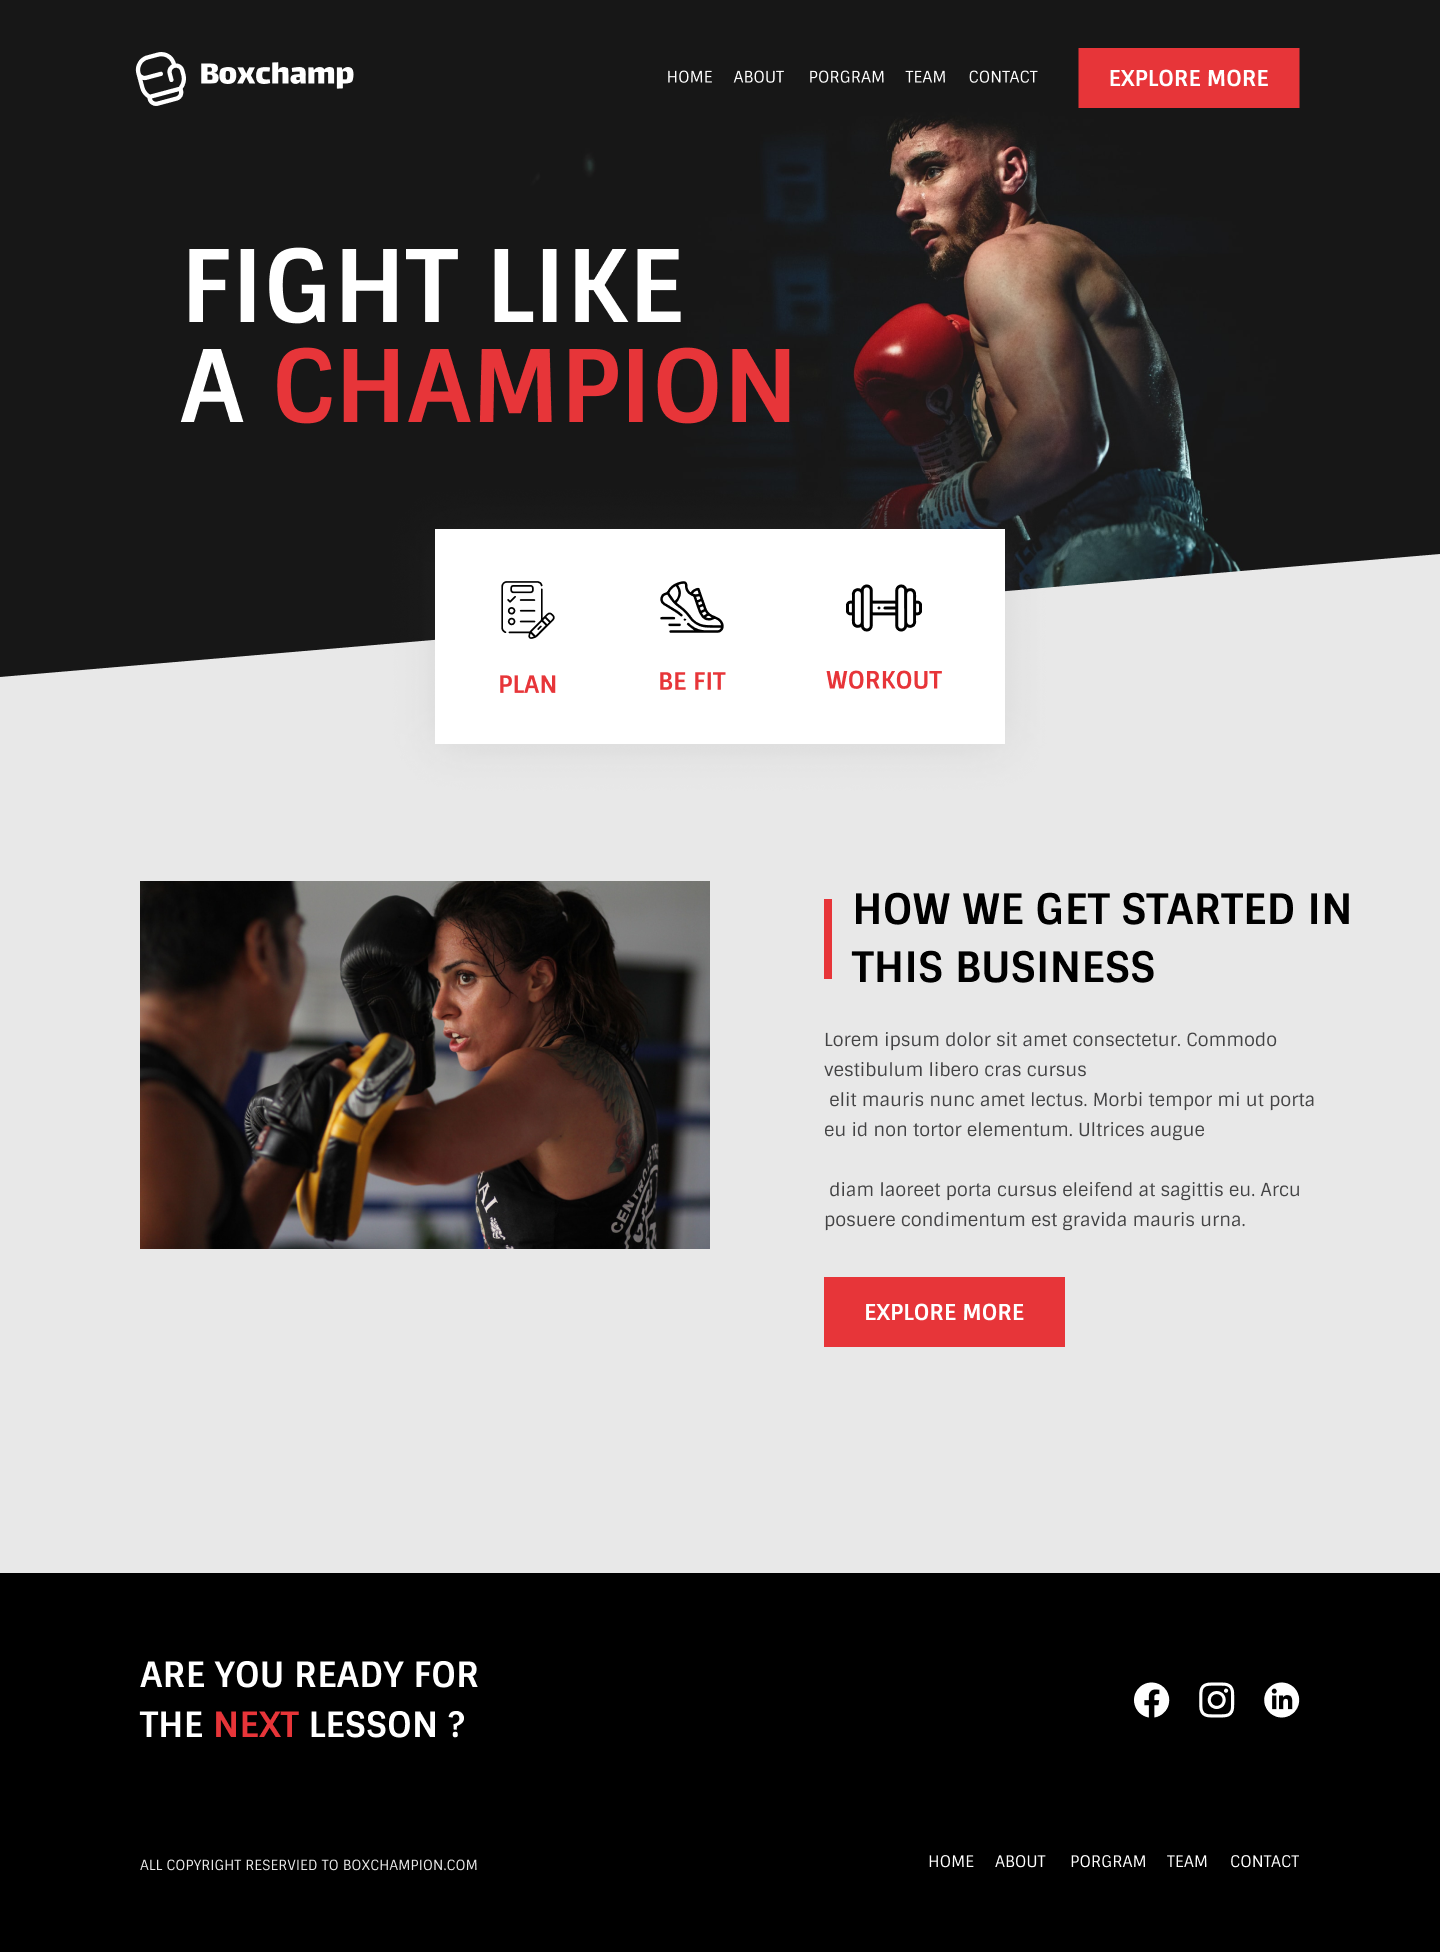 Boxchamp
HOME ABOUT PORGRAM TEAM CONTACT
EXPLORE MORE
FIGHT LIKE
A CHAMPION
PLAN
BE FIT
WORKOUT
HOW WE GET STARTED IN
THIS BUSINESS
Lorem ipsum dolor sit amet consectetur. Commodo
vestibulum libero cras cursus
elit mauris nunc amet lectus. Morbi tempor mi ut porta
eu id non tortor elementum. Ultrices augue
diam laoreet porta cursus eleifend at sagittis eu. Arcu
posuere condimentum est gravida mauris urna.
EXPLORE MORE
ARE YOU READY FOR
THE NEXT LESSON ?
in
ALL COPYRIGHT RESERVIED TO BOXCHAMPION.COM
HOME ABOUT PORGRAM TEAM CONTACT